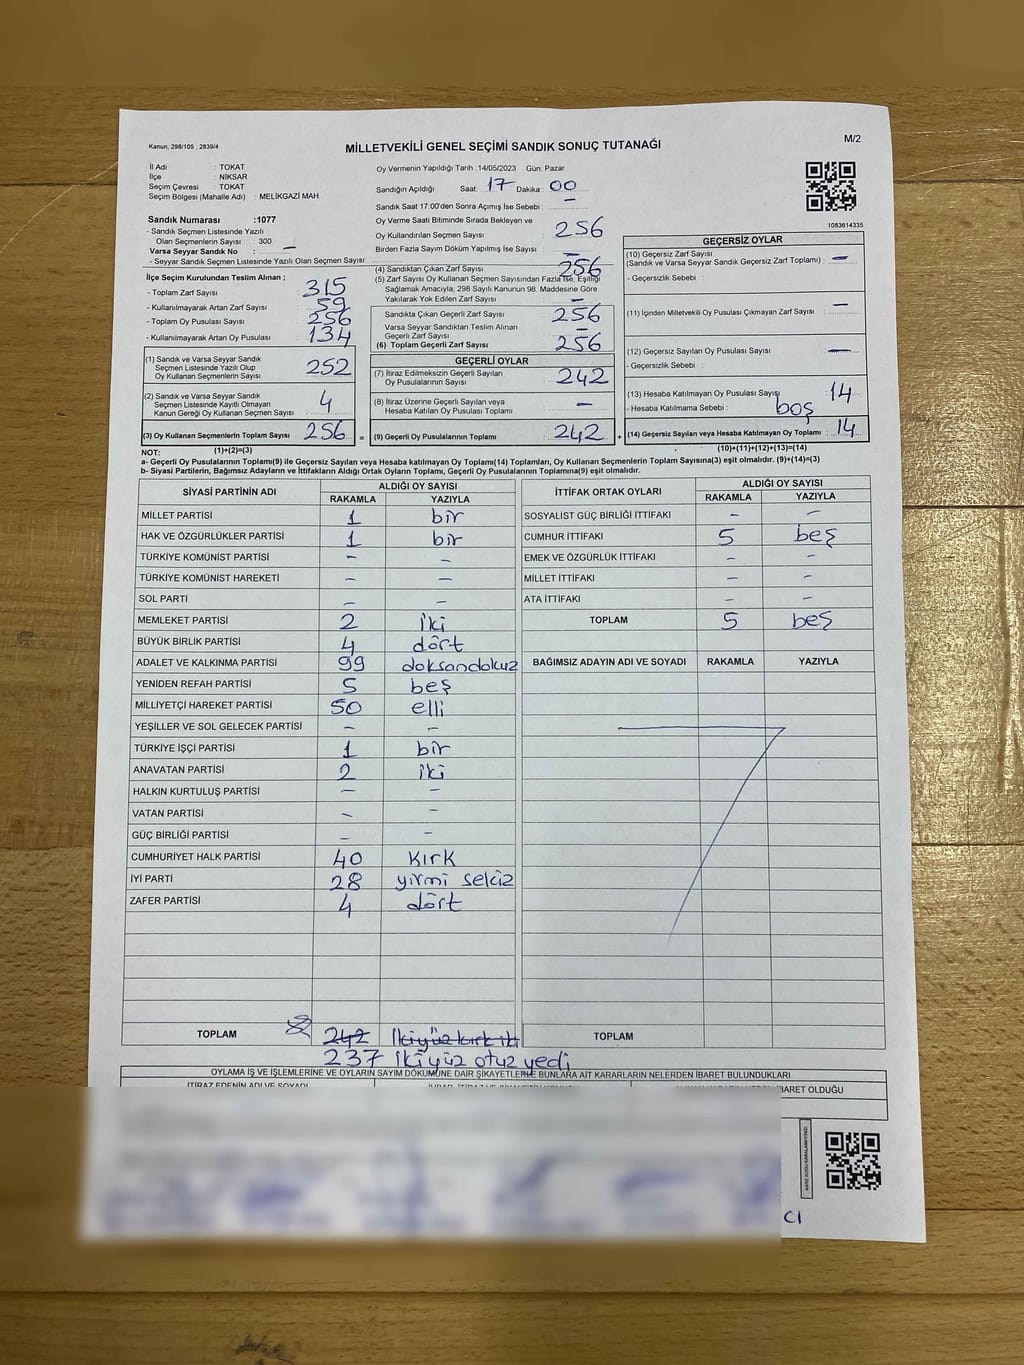 Kanun; 298/105 , 2839/4
MİLLETVEKİLİ GENEL SEÇİMİ SANDIK SONUÇ TUTANAĞI
M/2
İl Adı : TOKAT
İlçe : NİKSAR
Seçim Çevresi : TOKAT
Seçim Bölgesi (Mahalle Adı) : MELİKGAZİ MAH.
Oy Vermenin Yapıldığı Tarih : 14/05/2023 Gün: Pazar
Sandığın Açıldığı Saat: 17 Dakika : 00
Sandık Saat 17.00'den Sonra Açımış İse Sebebi : –
Sandık Numarası :1077
- Sandık Seçmen Listesinde Yazılı
Olan Seçmenlerin Sayısı : 300
Varsa Seyyar Sandık No : –
- Seyyar Sandık Seçmen Listesinde Yazılı Olan Seçmen Sayısı:
Oy Verme Saati Bitiminde Sırada Bekleyen ve
Oy Kullandırılan Seçmen Sayısı : 256
Birden Fazla Sayım Döküm Yapılmış İse Sayısı : –
1083614335
İlçe Seçim Kurulundan Teslim Alınan ;
- Toplam Zarf Sayısı : 315
- Kullanılmayarak Artan Zarf Sayısı : 59
- Toplam Oy Pusulası Sayısı : 256
- Kullanılmayarak Artan Oy Pusulası : 134
(1) Sandık ve Varsa Seyyar Sandık
Seçmen Listesinde Yazılı Olup
Oy Kullanan Seçmenlerin Sayısı : 252
(2) Sandık ve Varsa Seyyar Sandık
Seçmen Listesinde Kayıtlı Olmayan
Kanun Gereği Oy Kullanan Seçmen Sayısı : 4
(3) Oy Kullanan Seçmenlerin Toplam Sayısı : 256 =
(4) Sandıktan Çıkan Zarf Sayısı : 256
(5) Zarf Sayısı Oy Kullanan Seçmen Sayısından Fazla İse, Eşitliği
Sağlamak Amacıyla, 298 Sayılı Kanunun 98. Maddesine Göre
Yakılarak Yok Edilen Zarf Sayısı : –
Sandıkta Çıkan Geçerli Zarf Sayısı : 256
Varsa Seyyar Sandıktan Teslim Alınan
Geçerli Zarf Sayısı : –
(6) Toplam Geçerli Zarf Sayısı : 256
GEÇERLİ OYLAR
(7) İtiraz Edilmeksizin Geçerli Sayılan
Oy Pusulalarının Sayısı : 242
(8) İtiraz Üzerine Geçerli Sayılan veya
Hesaba Katılan Oy Pusulası Toplamı : –
(9) Geçerli Oy Pusulalarının Toplamı : 242 +
GEÇERSİZ OYLAR
(10) Geçersiz Zarf Sayısı
(Sandık ve Varsa Seyyar Sandık Geçersiz Zarf Toplamı) : –
- Geçersizlik Sebebi :
(11) İçinden Milletvekili Oy Pusulası Çıkmayan Zarf Sayısı : –
(12) Geçersiz Sayılan Oy Pusulası Sayısı : –
- Geçersizlik Sebebi :
(13) Hesaba Katılmayan Oy Pusulası Sayısı : 14
- Hesaba Katılmama Sebebi : boş
(14) Geçersiz Sayılan veya Hesaba Katılmayan Oy Toplamı : 14
NOT: (1)+(2)=(3) (10)+(11)+(12)+(13)=(14)
a- Geçerli Oy Pusulalarının Toplamı(9) ile Geçersiz Sayılan veya Hesaba katılmayan Oy Toplamı(14) Toplamları, Oy Kullanan Seçmenlerin Toplam Sayısına(3) eşit olmalıdır. (9)+(14)=(3)
b- Siyasi Partilerin, Bağımsız Adayların ve İttifakların Aldığı Ortak Oyların Toplamı, Geçerli Oy Pusulalarının Toplamına(9) eşit olmalıdır.
SİYASİ PARTİNİN ADI ALDIĞI OY SAYISI
RAKAMLA YAZIYLA
MİLLET PARTİSİ 1 bir
HAK VE ÖZGÜRLÜKLER PARTİSİ 1 bir
TÜRKİYE KOMÜNİST PARTİSİ – –
TÜRKİYE KOMÜNİST HAREKETİ – –
SOL PARTİ – –
MEMLEKET PARTİSİ 2 iki
BÜYÜK BİRLİK PARTİSİ 4 dört
ADALET VE KALKINMA PARTİSİ 99 doksandokuz
YENİDEN REFAH PARTİSİ 5 beş
MİLLİYETÇİ HAREKET PARTİSİ 50 elli
YEŞİLLER VE SOL GELECEK PARTİSİ – –
TÜRKİYE İŞÇİ PARTİSİ 1 bir
ANAVATAN PARTİSİ 2 iki
HALKIN KURTULUŞ PARTİSİ – –
VATAN PARTİSİ – –
GÜÇ BİRLİĞİ PARTİSİ – –
CUMHURİYET HALK PARTİSİ 40 kırk
İYİ PARTİ 28 yirmi sekiz
ZAFER PARTİSİ 4 dört
TOPLAM 242 ikiyüz kırk iki
237 ikiyüz otuz yedi
İTTİFAK ORTAK OYLARI ALDIĞI OY SAYISI
RAKAMLA YAZIYLA
SOSYALİST GÜÇ BİRLİĞİ İTTİFAKI – –
CUMHUR İTTİFAKI 5 beş
EMEK VE ÖZGÜRLÜK İTTİFAKI – –
MİLLET İTTİFAKI – –
ATA İTTİFAKI – –
TOPLAM 5 beş
BAĞIMSIZ ADAYIN ADI VE SOYADI RAKAMLA YAZIYLA
TOPLAM
OYLAMA İŞ VE İŞLEMLERİNE VE OYLARIN SAYIM DÖKÜMÜNE DAİR ŞİKAYETLERLE BUNLARA AİT KARARLARIN NELERDEN İBARET BULUNDUKLARI
İTİRAZ EDENİN ADI VE SOYADI
BARET OLDUĞU
CI